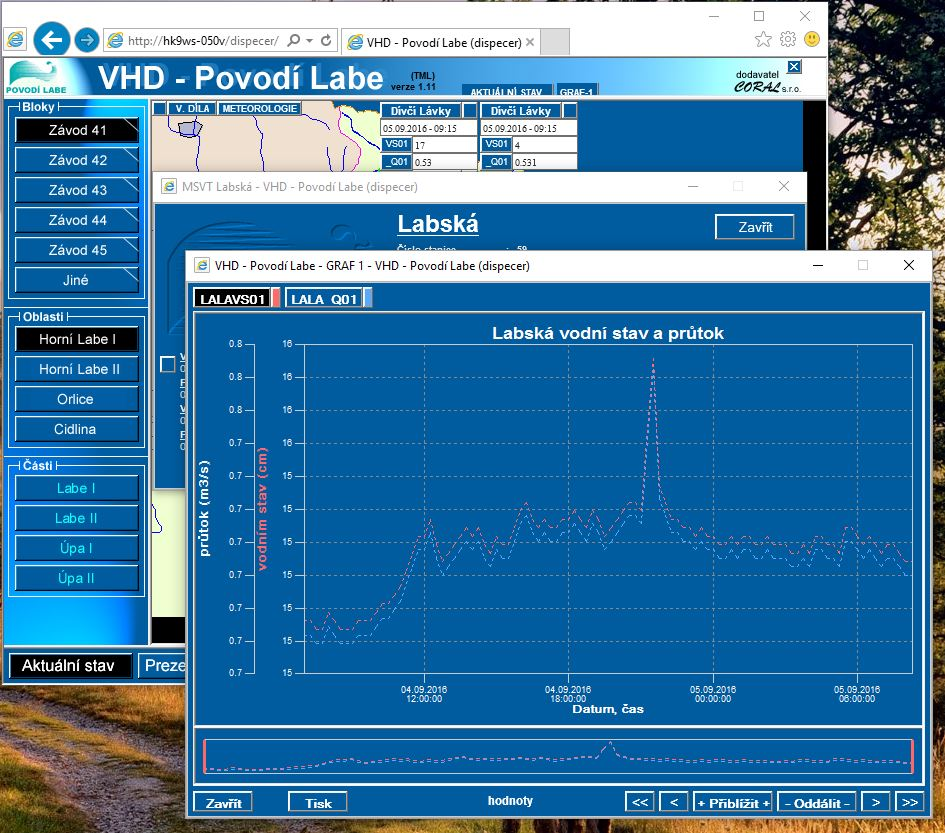 http://hk9ws-050v/dispecer/
VHD - Povodí Labe (dispecer)
POVODÍ LABE
VHD - Povodí Labe
(TML)
verze 1.11
AKTUÁLNÍ STAV
GRAF-1
dodavatel
CORAL s.r.o.
Bloky
Závod 41
Závod 42
Závod 43
Závod 44
Závod 45
Jiné
Oblasti
Horní Labe I
Horní Labe II
Orlice
Cidlina
Části
Labe I
Labe II
Úpa I
Úpa II
Aktuální stav
V. DÍLA
METEOROLOGIE
Dívčí Lávky
05.09.2016 - 09:15
VS01 17
_Q01 0.53
Dívčí Lávky
05.09.2016 - 09:15
VS01 4
_Q01 0.531
MSVT Labská - VHD - Povodí Labe (dispecer)
Labská
Zavřít
VHD - Povodí Labe - GRAF 1 - VHD - Povodí Labe (dispecer)
LALAVS01
LALA_Q01
Labská vodní stav a průtok
průtok (m3/s)
0.8
0.8
0.8
0.7
0.7
0.7
0.7
0.7
0.7
0.7
0.7
vodním stav (cm)
16
16
16
16
15
15
15
15
15
15
15
04.09.2016
12:00:00
04.09.2016
18:00:00
05.09.2016
00:00:00
05.09.2016
06:00:00
Datum, čas
Zavřít
Tisk
hodnoty
<<
<
+ Přiblížit +
- Oddálit -
>
>>